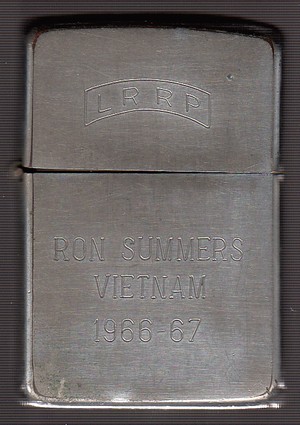 LRRP
RON SUMMERS
VIETNAM
1966-67